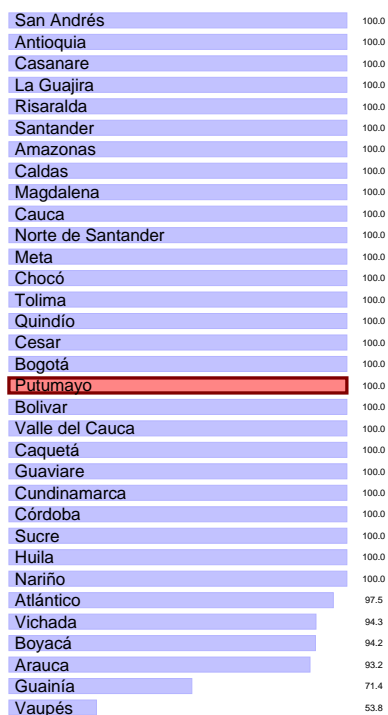 San Andrés 100.0
Antioquia 100.0
Casanare 100.0
La Guajira 100.0
Risaralda 100.0
Santander 100.0
Amazonas 100.0
Caldas 100.0
Magdalena 100.0
Cauca 100.0
Norte de Santander 100.0
Meta 100.0
Chocó 100.0
Tolima 100.0
Quindío 100.0
Cesar 100.0
Bogotá 100.0
Putumayo 100.0
Bolivar 100.0
Valle del Cauca 100.0
Caquetá 100.0
Guaviare 100.0
Cundinamarca 100.0
Córdoba 100.0
Sucre 100.0
Huila 100.0
Nariño 100.0
Atlántico 97.5
Vichada 94.3
Boyacá 94.2
Arauca 93.2
Guainía 71.4
Vaupés 53.8